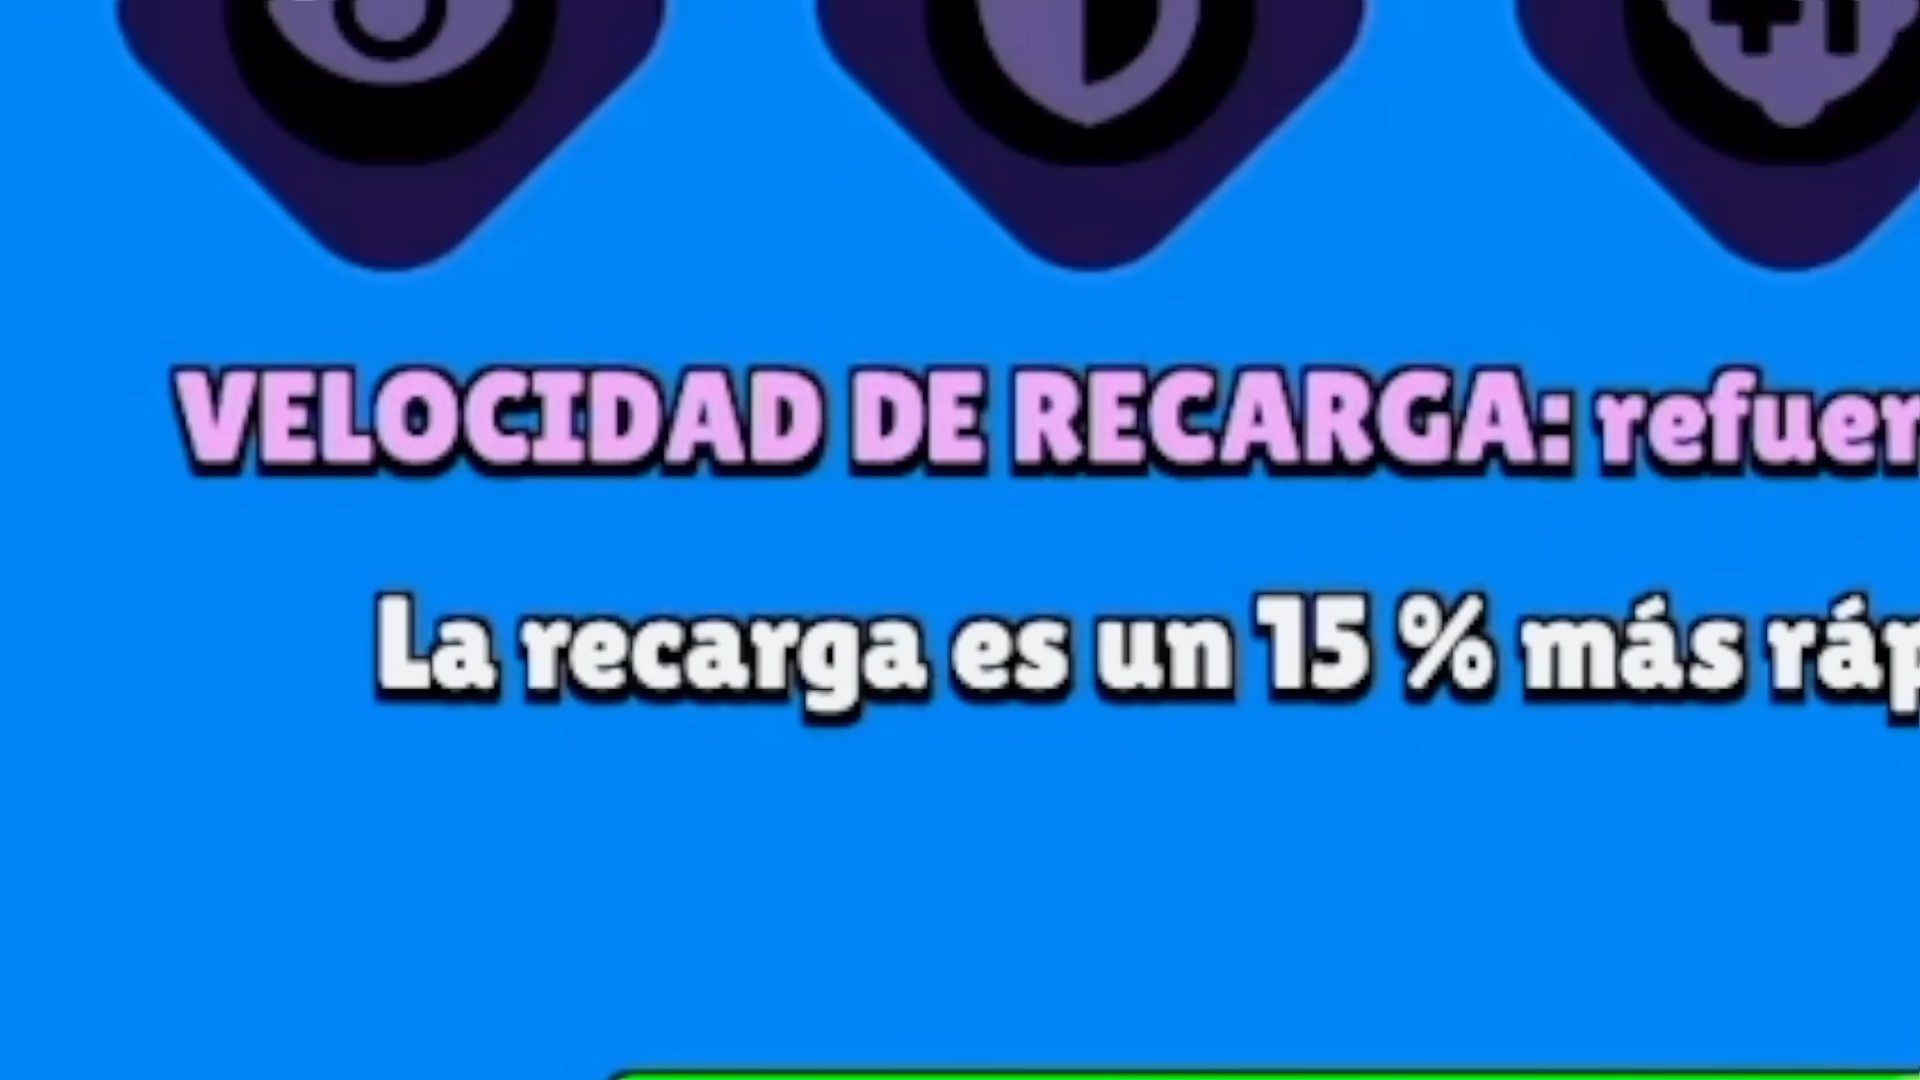 VELOCIDAD DE RECARGA: refuer
La recarga es un 15 % más ráp